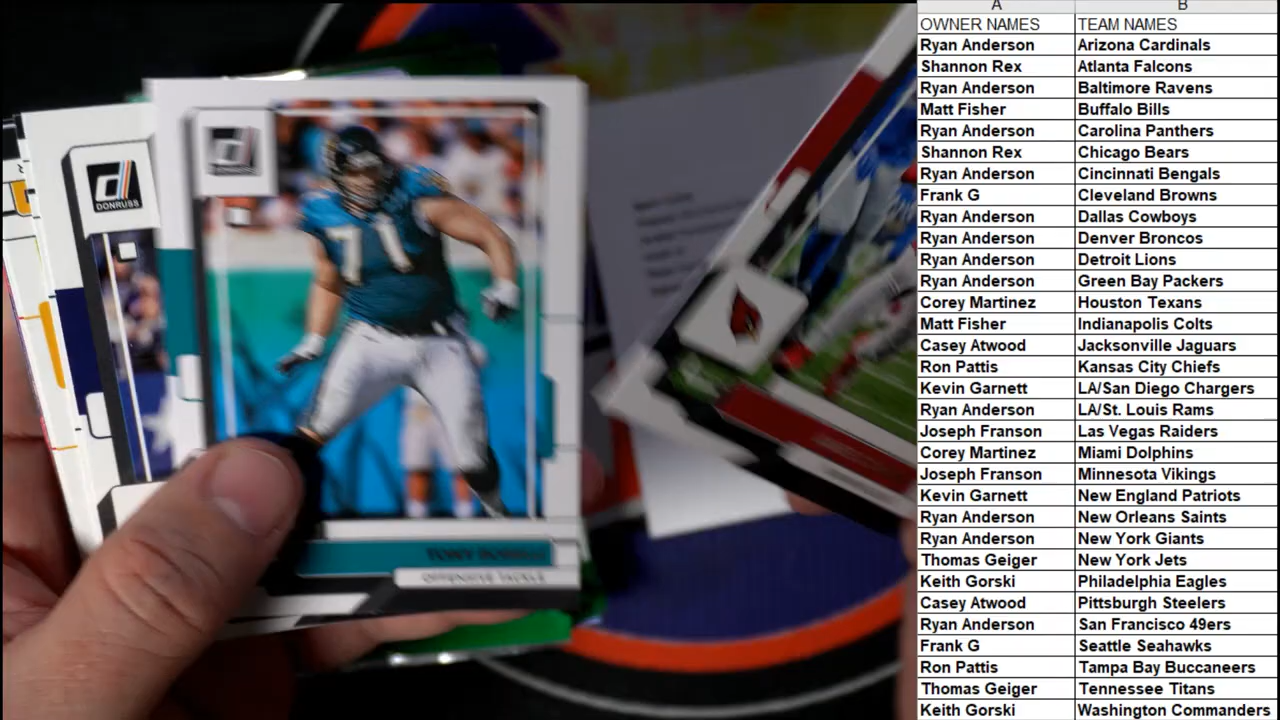 A B
OWNER NAMES TEAM NAMES
Ryan Anderson Arizona Cardinals
Shannon Rex Atlanta Falcons
Ryan Anderson Baltimore Ravens
Matt Fisher Buffalo Bills
Ryan Anderson Carolina Panthers
Shannon Rex Chicago Bears
Ryan Anderson Cincinnati Bengals
Frank G Cleveland Browns
Ryan Anderson Dallas Cowboys
Ryan Anderson Denver Broncos
Ryan Anderson Detroit Lions
Ryan Anderson Green Bay Packers
Corey Martinez Houston Texans
Matt Fisher Indianapolis Colts
Casey Atwood Jacksonville Jaguars
Ron Pattis Kansas City Chiefs
Kevin Garnett LA/San Diego Chargers
Ryan Anderson LA/St. Louis Rams
Joseph Franson Las Vegas Raiders
Corey Martinez Miami Dolphins
Joseph Franson Minnesota Vikings
Kevin Garnett New England Patriots
Ryan Anderson New Orleans Saints
Ryan Anderson New York Giants
Thomas Geiger New York Jets
Keith Gorski Philadelphia Eagles
Casey Atwood Pittsburgh Steelers
Ryan Anderson San Francisco 49ers
Frank G Seattle Seahawks
Ron Pattis Tampa Bay Buccaneers
Thomas Geiger Tennessee Titans
Keith Gorski Washington Commanders
DONRUSS
71
TONY
OFFENSIVE TACKLE